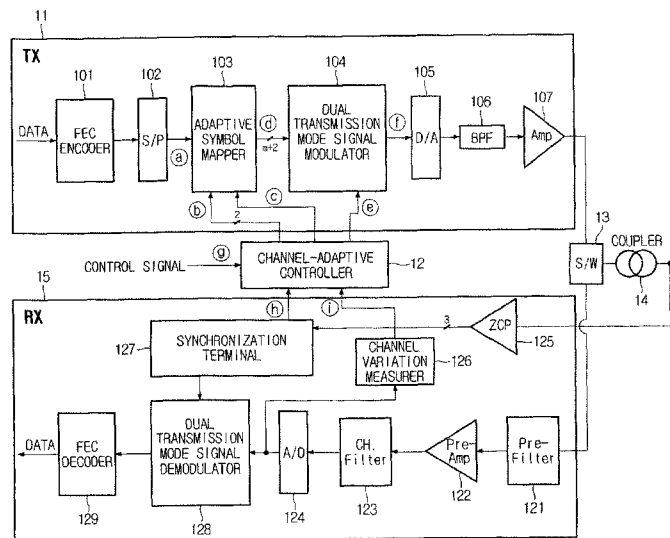 11
TX
101
102
103
104
105
106
107
DATA
FEC
ENCODER
S/P
ADAPTIVE
SYMBOL
MAPPER
DUAL
TRANSMISSION
MODE SIGNAL
MODULATOR
D/A
BPF
Amp
a
d
m+2
f
b
2
c
e
13
S/W
COUPLER
14
g
CONTROL SIGNAL
CHANNEL-ADAPTIVE
CONTROLLER
12
15
RX
h
i
3
ZCP
125
127
SYNCHRONIZATION
TERMINAL
CHANNEL
VARIATION
MEASURER
126
DATA
FEC
DECODER
DUAL
TRANSMISSION
MODE SIGNAL
DEMODULATOR
A/D
CH.
Filter
Pre-
Amp
Pre-
Filter
129
128
124
123
122
121